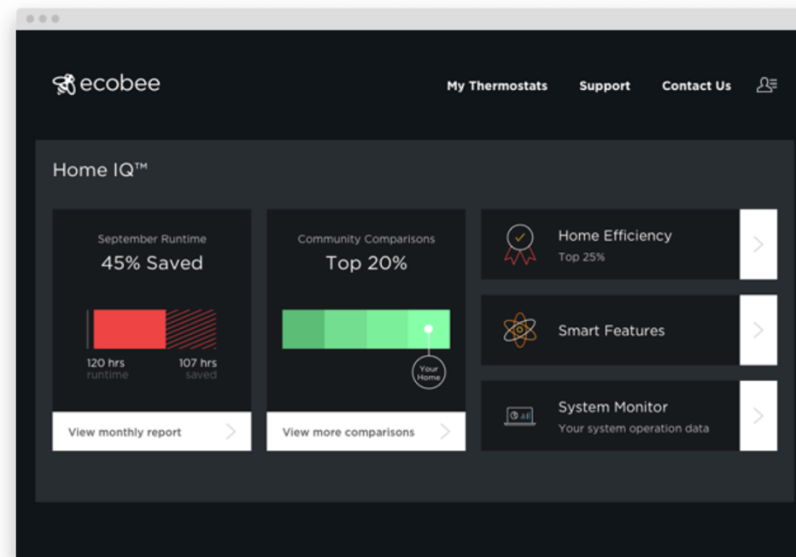 ecobee
My Thermostats Support Contact Us
Home IQ™
September Runtime
45% Saved
120 hrs
runtime
107 hrs
saved
View monthly report
Community Comparisons
Top 20%
Your
Home
View more comparisons
Home Efficiency
Top 25%
Smart Features
System Monitor
Your system operation data